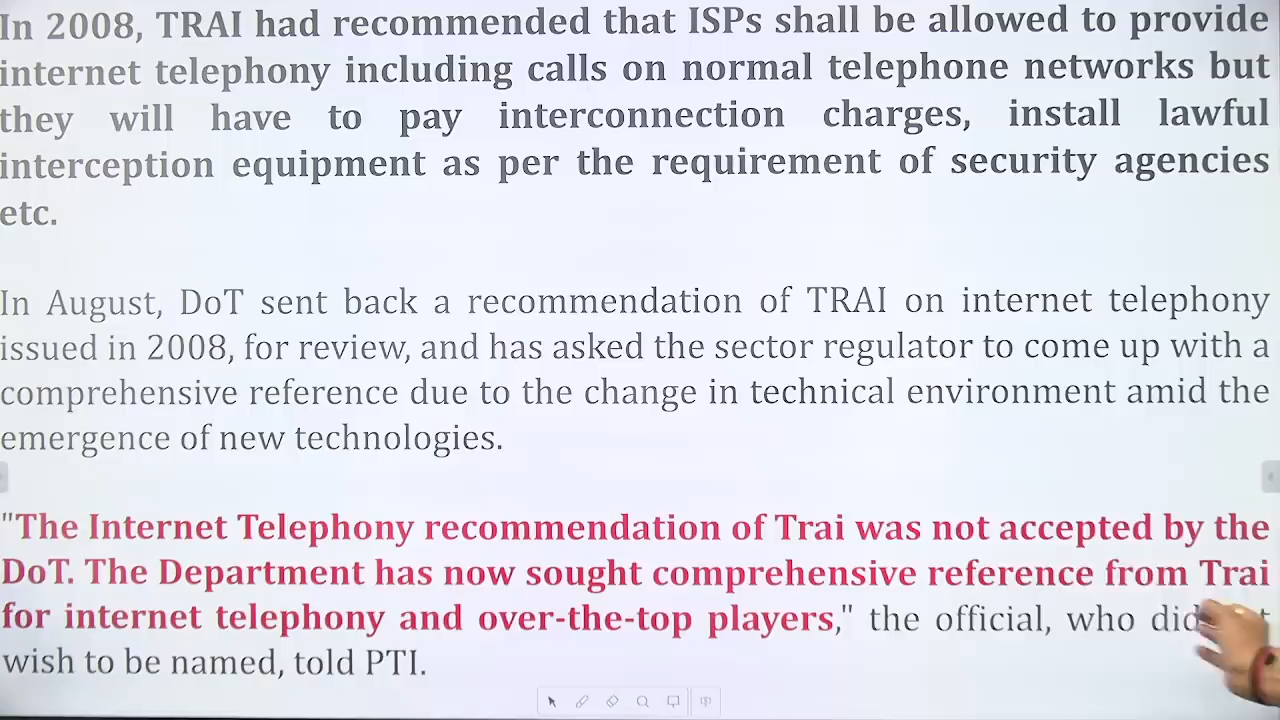 In 2008, TRAI had recommended that ISPs shall be allowed to provide
internet telephony including calls on normal telephone networks but
they will have to pay interconnection charges, install lawful
interception equipment as per the requirement of security agencies
etc.
In August, DoT sent back a recommendation of TRAI on internet telephony
issued in 2008, for review, and has asked the sector regulator to come up with a
comprehensive reference due to the change in technical environment amid the
emergence of new technologies.
"The Internet Telephony recommendation of Trai was not accepted by the
DoT. The Department has now sought comprehensive reference from Trai
for internet telephony and over-the-top players," the official, who
wish to be named, told PTI.